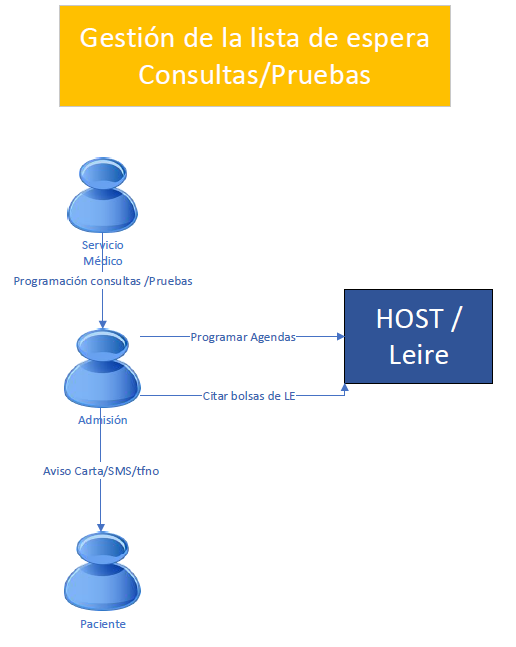 Gestión de la lista de espera
Consultas/Pruebas
Servicio
Médico
Programación consultas /Pruebas
HOST /
Leire
Programar Agendas
Citar bolsas de LE
Admisión
Aviso Carta/SMS/tfno
Paciente